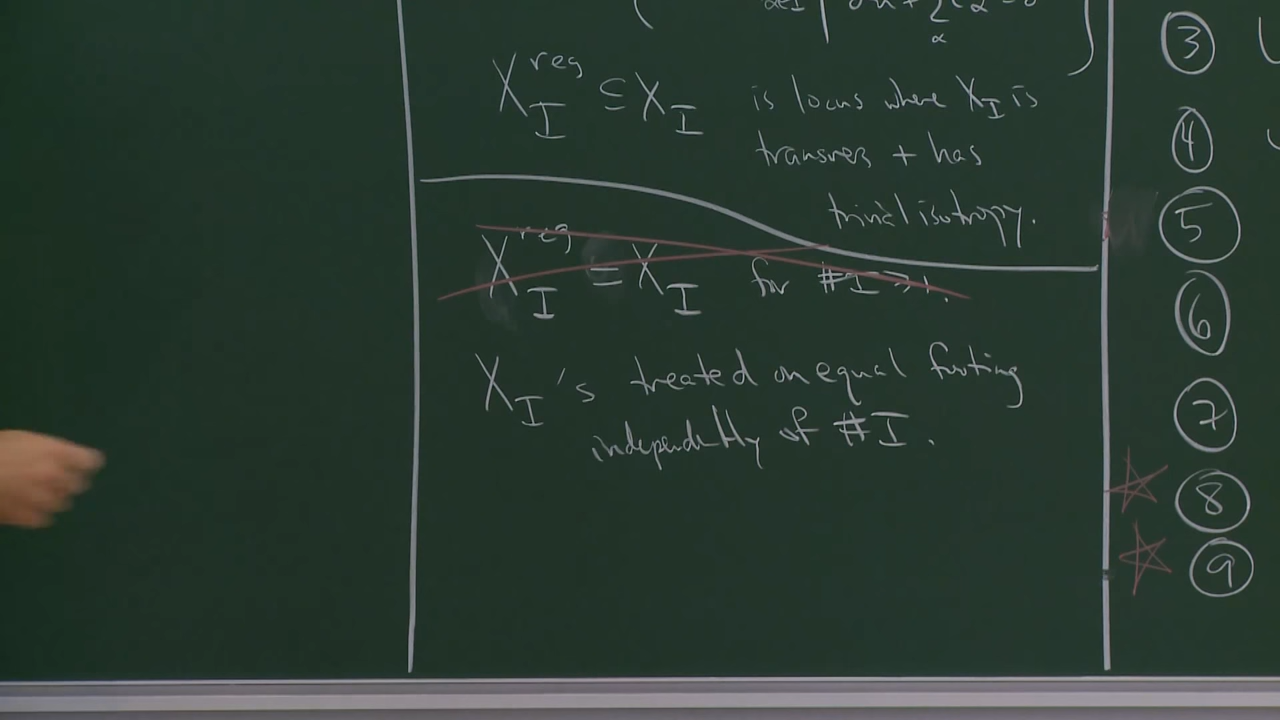 X_I^reg ⊆ X_I is locus where X_I is
transvers + has
trivial isotropy.
X_I^reg = X_I for #I > 1.
X_I's treated on equal footing
independently of #I.
③
④
⑤
⑥
⑦
☆ ⑧
☆ ⑨